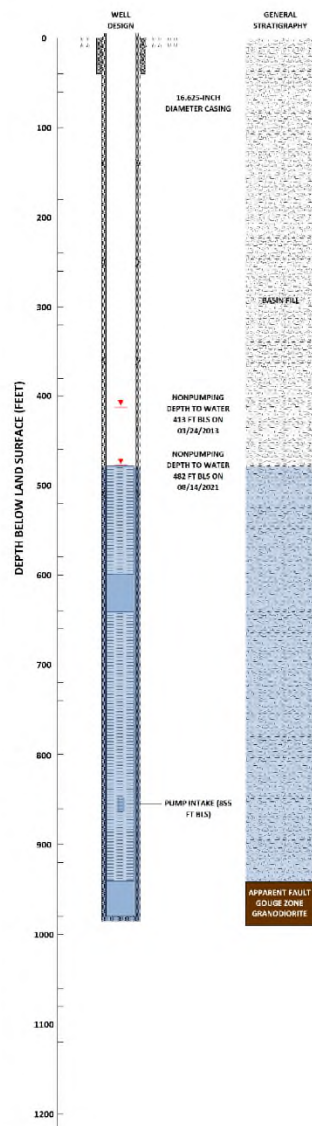 WELL
DESIGN
GENERAL
STRATIGRAPHY
0
16.625-INCH
DIAMETER CASING
100
200
BASIN FILL
300
DEPTH BELOW LAND SURFACE (FEET)
400
NONPUMPING
DEPTH TO WATER
413 FT BLS ON
01/24/2013
NONPUMPING
DEPTH TO WATER
482 FT BLS ON
08/14/2021
500
600
700
800
PUMP INTAKE (855
FT BLS)
900
APPARENT FAULT
GOUGE ZONE
GRANODIORITE
1000
1100
1200